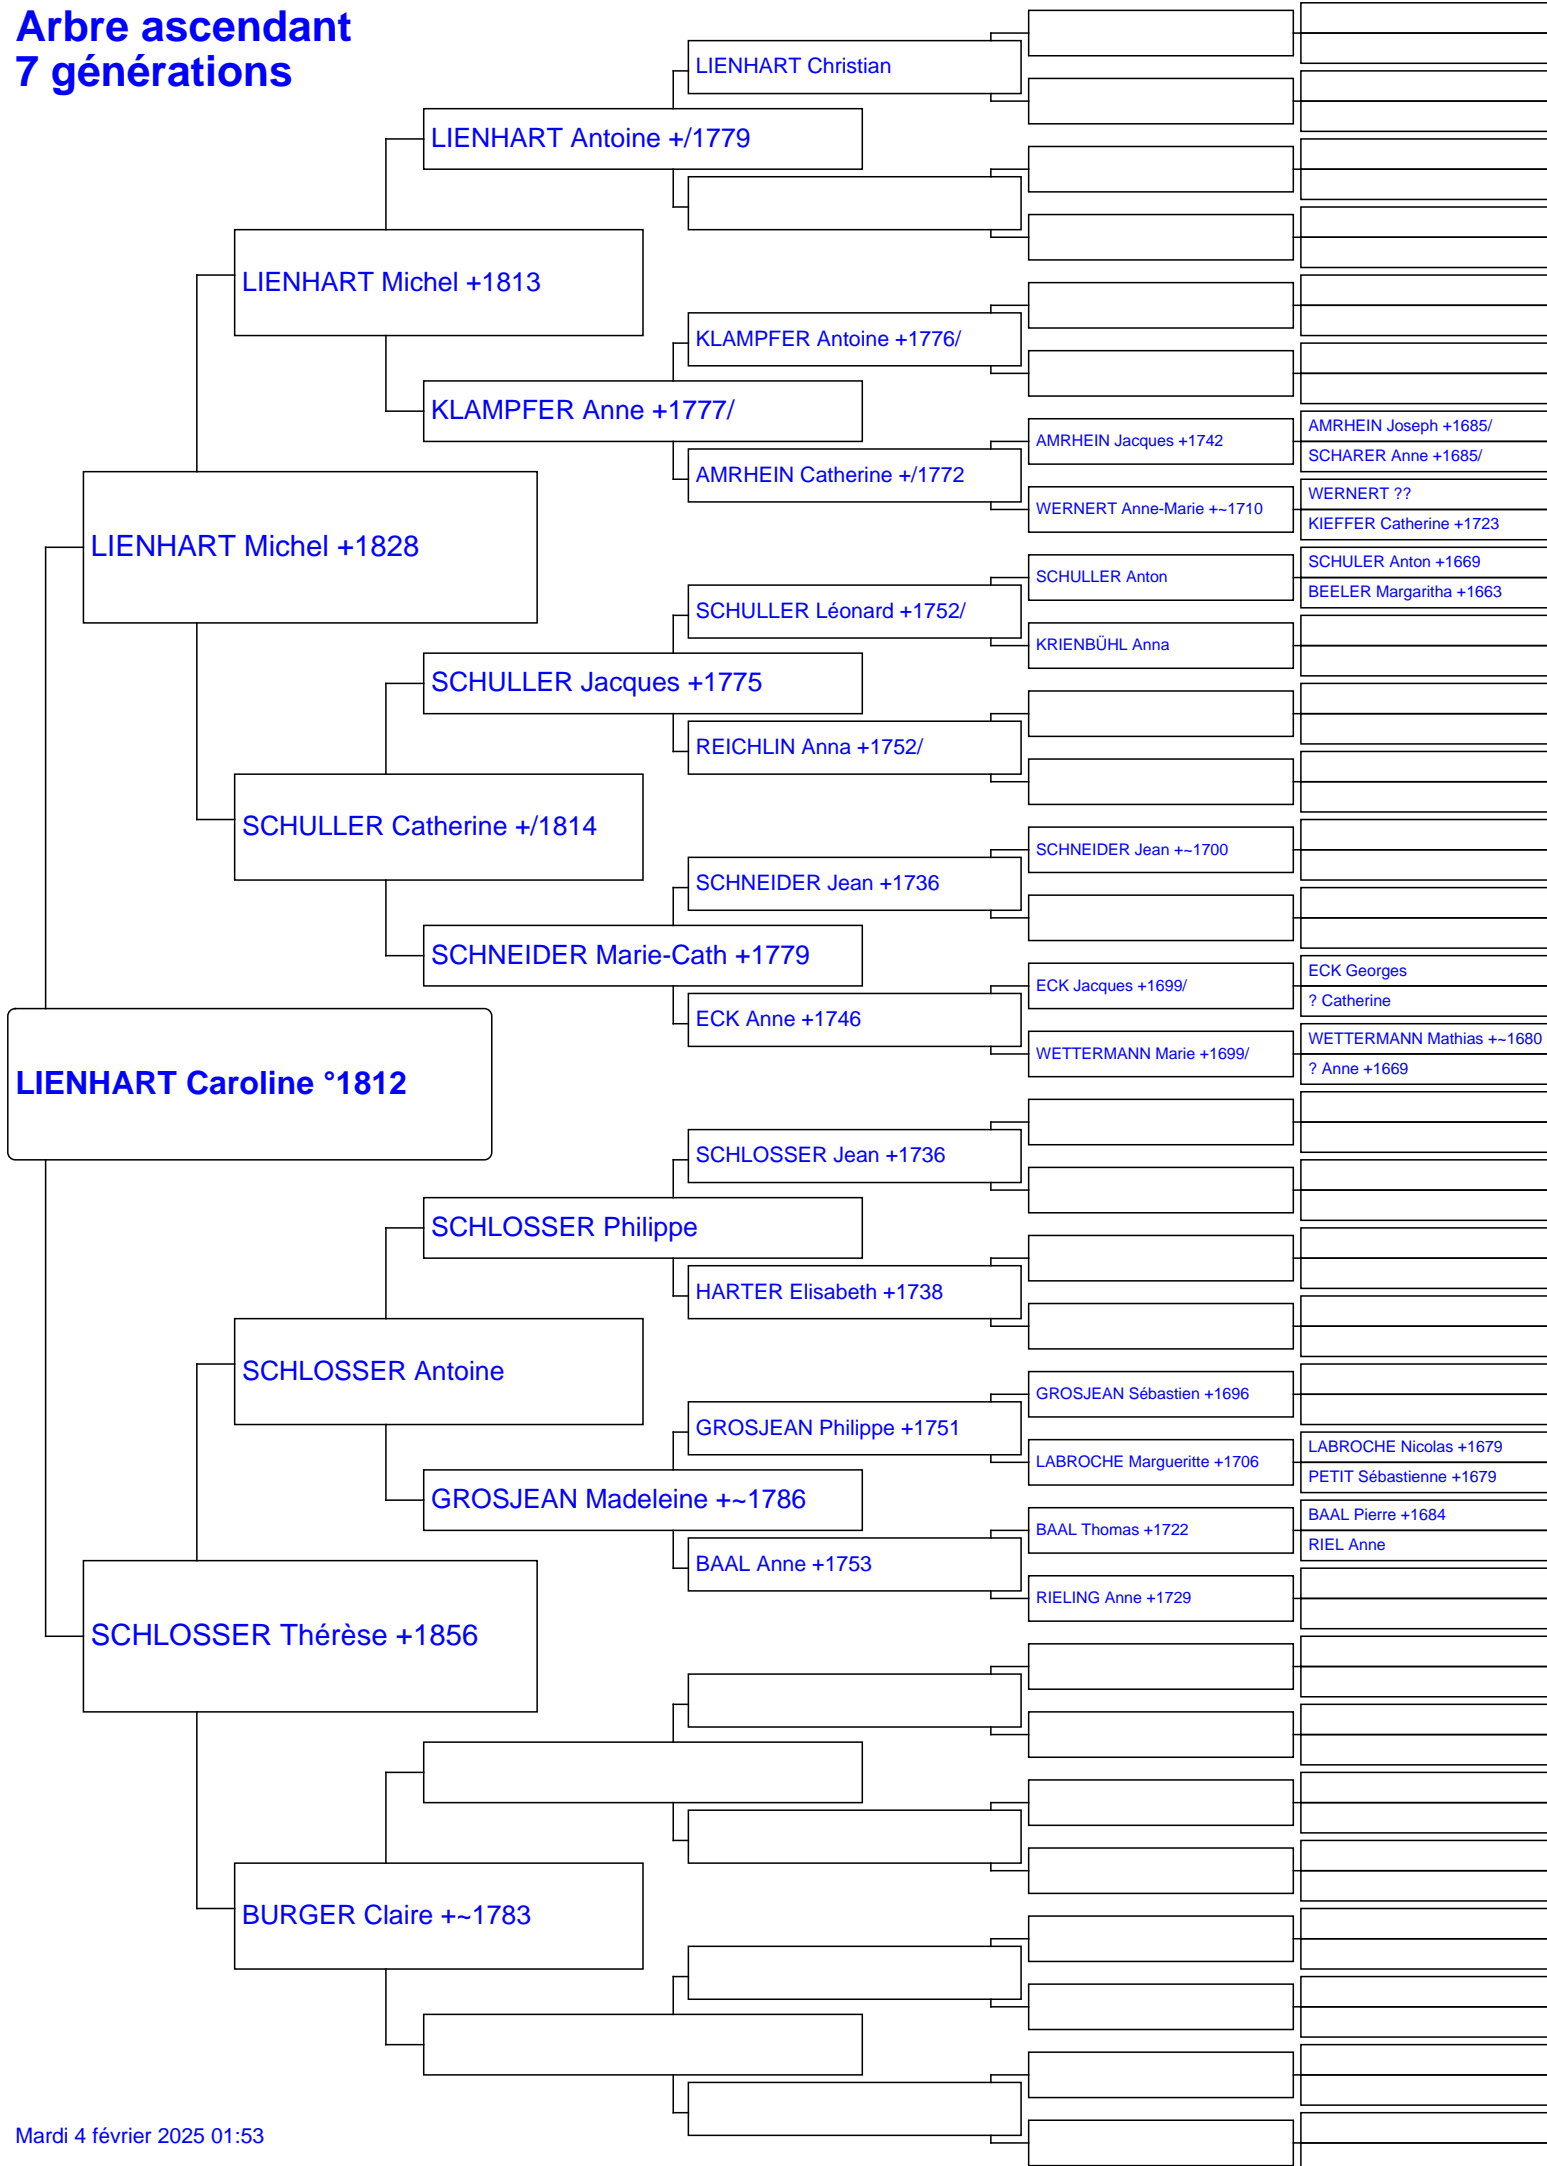 Arbre ascendant
7 générations
LIENHART Christian
LIENHART Antoine +/1779
LIENHART Michel +1813
KLAMPFER Antoine +1776/
KLAMPFER Anne +1777/
AMRHEIN Jacques +1742
AMRHEIN Joseph +1685/
SCHARER Anne +1685/
AMRHEIN Catherine +/1772
WERNERT Anne-Marie +~1710
WERNERT ??
KIEFFER Catherine +1723
LIENHART Michel +1828
SCHULLER Anton
SCHULER Anton +1669
BEELER Margaritha +1663
SCHULLER Léonard +1752/
KRIENBÜHL Anna
SCHULLER Jacques +1775
REICHLIN Anna +1752/
SCHULLER Catherine +/1814
SCHNEIDER Jean +~1700
SCHNEIDER Jean +1736
SCHNEIDER Marie-Cath +1779
ECK Jacques +1699/
ECK Georges
? Catherine
ECK Anne +1746
WETTERMANN Marie +1699/
WETTERMANN Mathias +~1680
? Anne +1669
LIENHART Caroline °1812
SCHLOSSER Jean +1736
SCHLOSSER Philippe
HARTER Elisabeth +1738
SCHLOSSER Antoine
GROSJEAN Sébastien +1696
GROSJEAN Philippe +1751
LABROCHE Margueritte +1706
LABROCHE Nicolas +1679
PETIT Sébastienne +1679
GROSJEAN Madeleine +~1786
BAAL Thomas +1722
BAAL Pierre +1684
RIEL Anne
BAAL Anne +1753
RIELING Anne +1729
SCHLOSSER Thérèse +1856
BURGER Claire +~1783
Mardi 4 février 2025 01:53